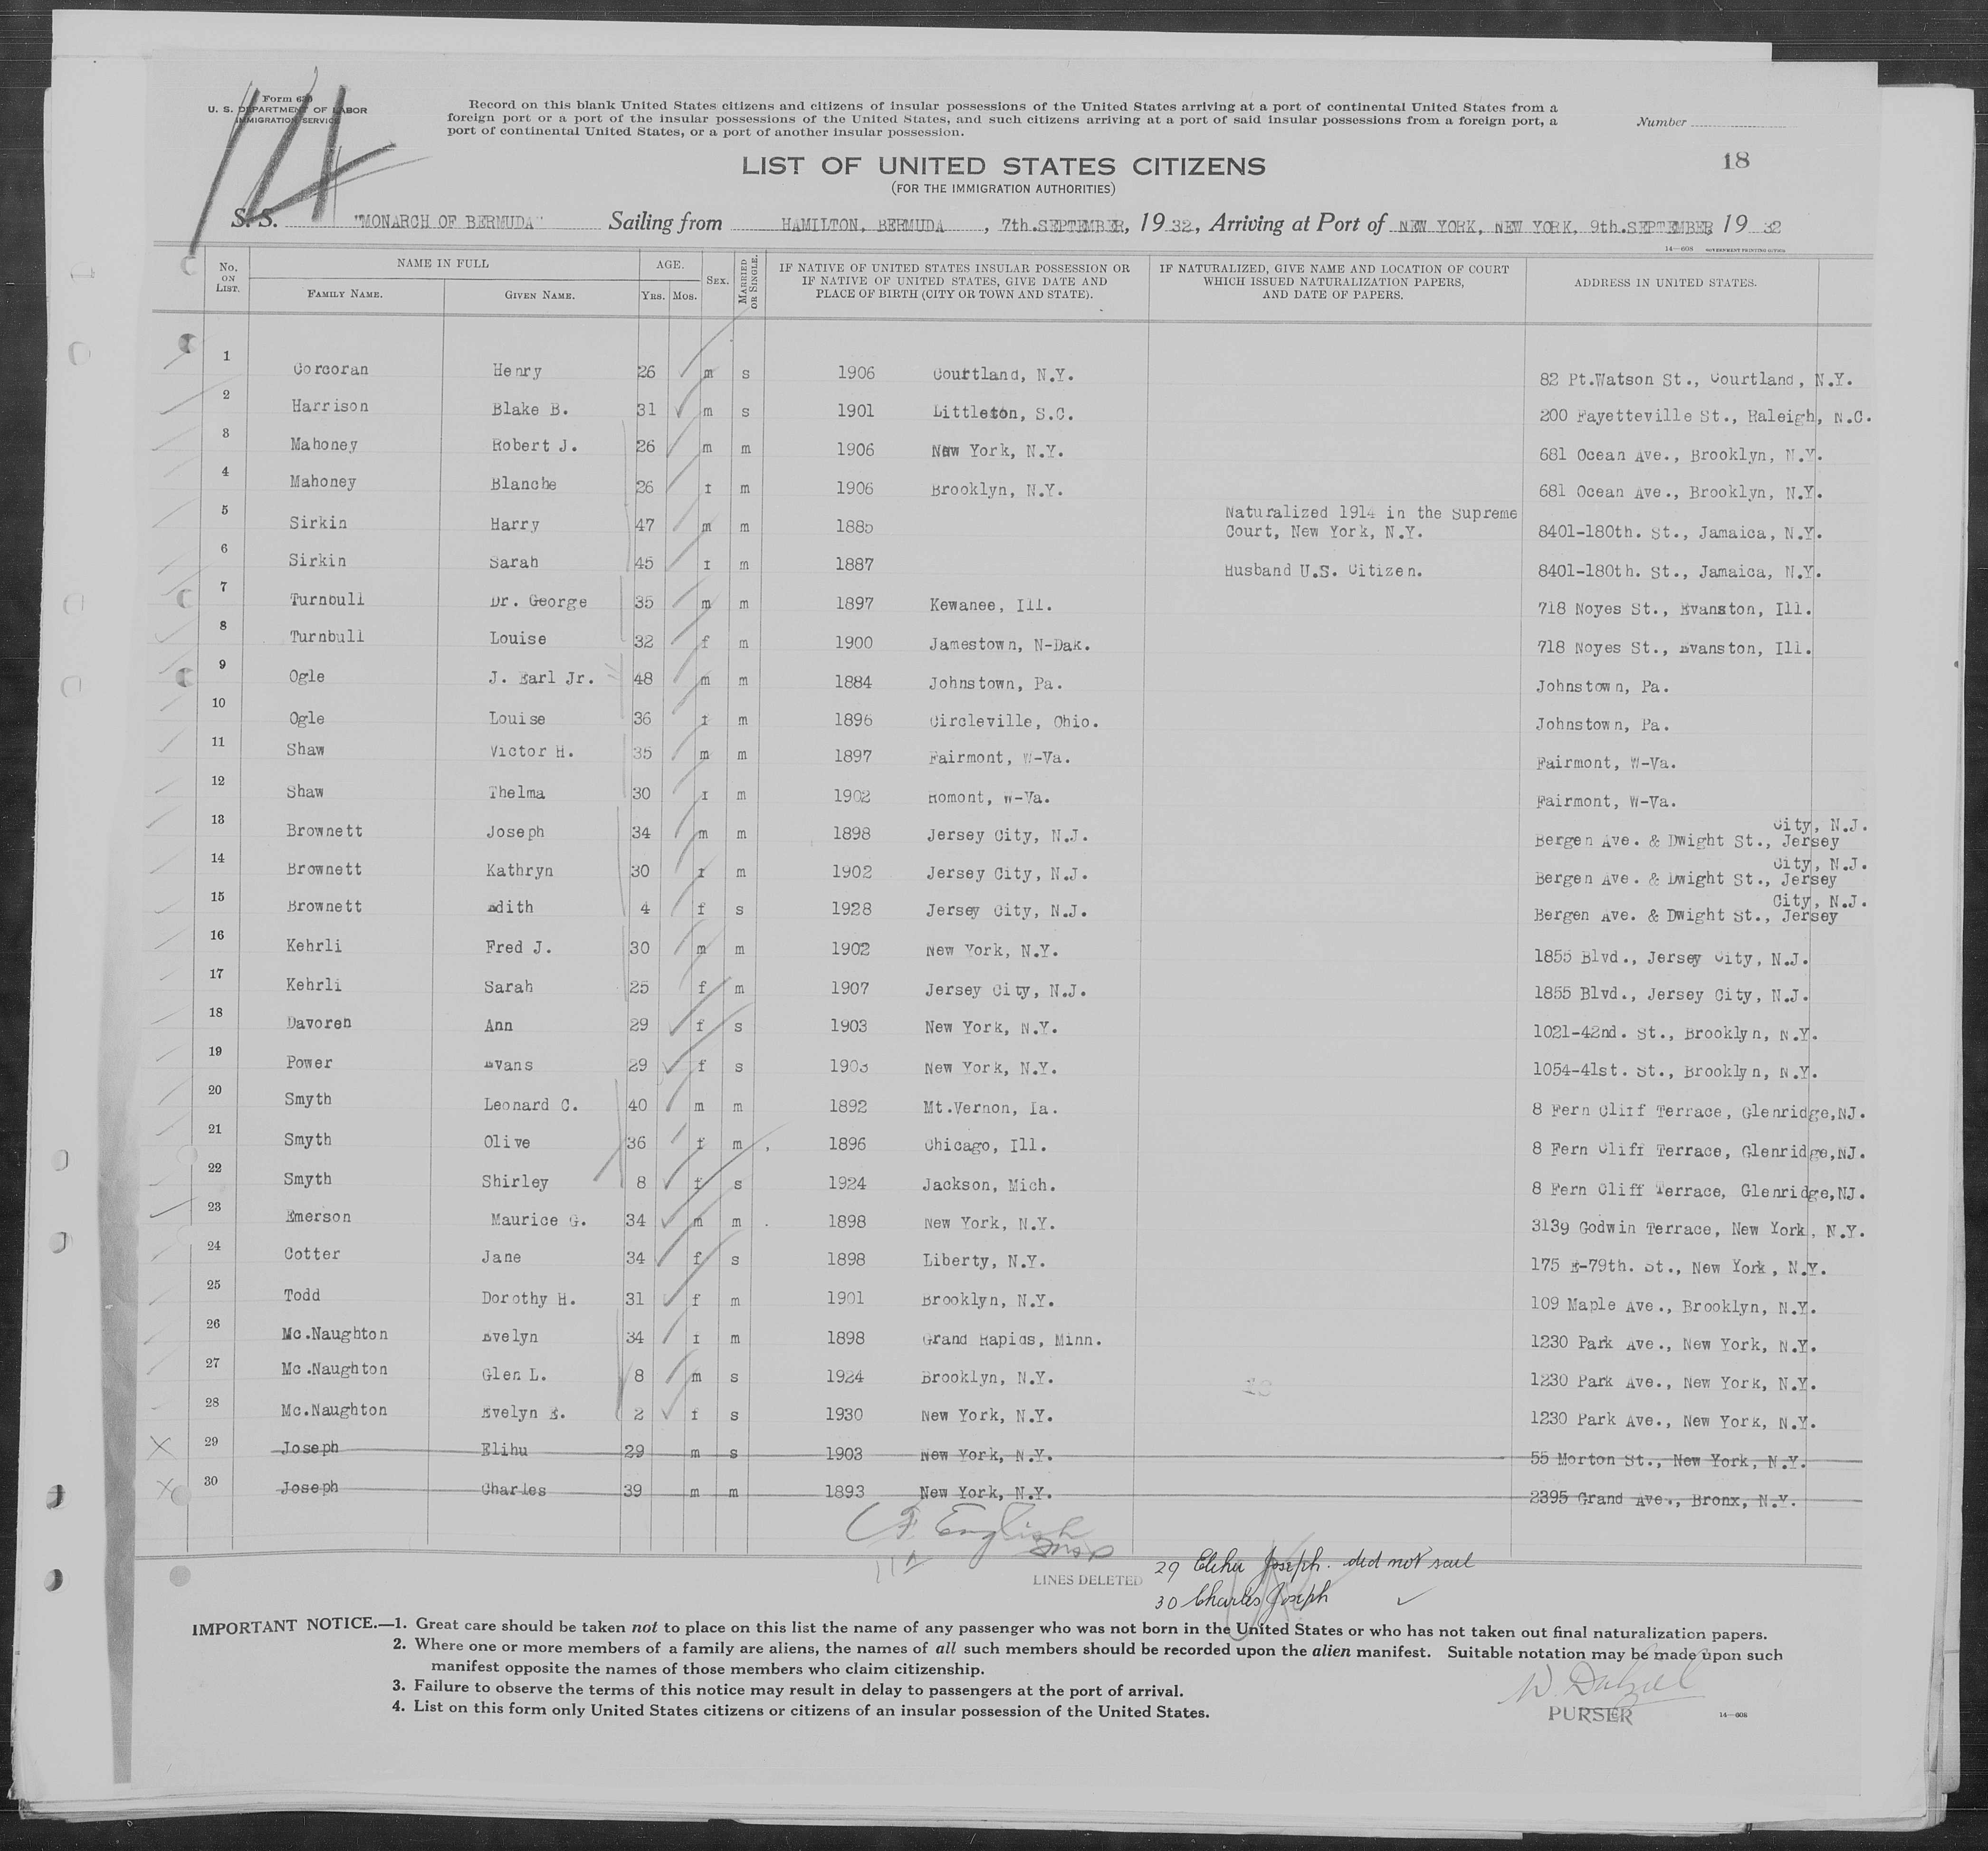 Form 630
U. S. DEPARTMENT OF LABOR
IMMIGRATION SERVICE
114
Record on this blank United States citizens and citizens of insular possessions of the United States arriving at a port of continental United States from a
foreign port or a port of the insular possessions of the United States, and such citizens arriving at a port of said insular possessions from a foreign port, a
port of continental United States, or a port of another insular possession.
Number
18
LIST OF UNITED STATES CITIZENS
(FOR THE IMMIGRATION AUTHORITIES)
S. S. "MONARCH OF BERMUDA" Sailing from HAMILTON, BERMUDA , 7th.SEPTEMBER, 19 32, Arriving at Port of NEW YORK, NEW YORK, 9th.SEPTEMBER 19 32
14—608 GOVERNMENT PRINTING OFFICE
No. ON LIST. NAME IN FULL FAMILY NAME. GIVEN NAME. AGE. YRS. MOS. SEX. MARRIED OR SINGLE. IF NATIVE OF UNITED STATES INSULAR POSSESSION OR IF NATIVE OF UNITED STATES, GIVE DATE AND PLACE OF BIRTH (CITY OR TOWN AND STATE). IF NATURALIZED, GIVE NAME AND LOCATION OF COURT WHICH ISSUED NATURALIZATION PAPERS, AND DATE OF PAPERS. ADDRESS IN UNITED STATES.
1 Corcoran Henry 26 m s 1906 Courtland, N.Y. 82 Pt.Watson St., Courtland, N.Y.
2 Harrison Blake B. 31 m s 1901 Littleton, S.C. 200 Fayetteville St., Raleigh, N.C.
3 Mahoney Robert J. 26 m m 1906 New York, N.Y. 681 Ocean Ave., Brooklyn, N.Y.
4 Mahoney Blanche 26 f m 1906 Brooklyn, N.Y. 681 Ocean Ave., Brooklyn, N.Y.
5 Sirkin Harry 47 m m 1885 Naturalized 1914 in the Supreme Court, New York, N.Y. 8401-180th. St., Jamaica, N.Y.
6 Sirkin Sarah 45 f m 1887 Husband U.S. Citizen. 8401-180th. St., Jamaica, N.Y.
7 Turnbull Dr. George 35 m m 1897 Kewanee, Ill. 718 Noyes St., Evanston, Ill.
8 Turnbull Louise 32 f m 1900 Jamestown, N-Dak. 718 Noyes St., Evanston, Ill.
9 Ogle J. Earl Jr. 48 m m 1884 Johnstown, Pa. Johnstown, Pa.
10 Ogle Louise 36 f m 1896 Circleville, Ohio. Johnstown, Pa.
11 Shaw Victor H. 35 m m 1897 Fairmont, W-Va. Fairmont, W-Va.
12 Shaw Thelma 30 f m 1902 Homont, W-Va. Fairmont, W-Va.
13 Brownett Joseph 34 m m 1898 Jersey City, N.J. Bergen Ave. & Dwight St., Jersey City, N.J.
14 Brownett Kathryn 30 f m 1902 Jersey City, N.J. Bergen Ave. & Dwight St., Jersey City, N.J.
15 Brownett Edith 4 f s 1928 Jersey City, N.J. Bergen Ave. & Dwight St., Jersey City, N.J.
16 Kehrli Fred J. 30 m m 1902 New York, N.Y. 1855 Blvd., Jersey City, N.J.
17 Kehrli Sarah 25 f m 1907 Jersey City, N.J. 1855 Blvd., Jersey City, N.J.
18 Davoren Ann 29 f s 1903 New York, N.Y. 1021-42nd. St., Brooklyn, N.Y.
19 Power Evans 29 f s 1903 New York, N.Y. 1054-41st. St., Brooklyn, N.Y.
20 Smyth Leonard C. 40 m m 1892 Mt.Vernon, Ia. 8 Fern Cliff Terrace, Glenridge,NJ.
21 Smyth Olive 36 f m 1896 Chicago, Ill. 8 Fern Cliff Terrace, Glenridge,NJ.
22 Smyth Shirley 8 f s 1924 Jackson, Mich. 8 Fern Cliff Terrace, Glenridge,NJ.
23 Emerson Maurice G. 34 m m 1898 New York, N.Y. 3139 Godwin Terrace, New York, N.Y.
24 Cotter Jane 34 f s 1898 Liberty, N.Y. 175 E-79th. St., New York, N.Y.
25 Todd Dorothy H. 31 f m 1901 Brooklyn, N.Y. 109 Maple Ave., Brooklyn, N.Y.
26 Mc.Naughton Evelyn 34 f m 1898 Grand Rapids, Minn. 1230 Park Ave., New York, N.Y.
27 Mc.Naughton Glen L. 8 m s 1924 Brooklyn, N.Y. 1230 Park Ave., New York, N.Y.
28 Mc.Naughton Evelyn E. 2 f s 1930 New York, N.Y. 1230 Park Ave., New York, N.Y.
29 Joseph Elihu 29 m s 1903 New York, N.Y. 55 Morton St., New York, N.Y.
30 Joseph Charles 39 m m 1893 New York, N.Y. 2395 Grand Ave., Bronx, N.Y.
English
LINES DELETED
29 Elihu Joseph. did not sail
30 Charles Joseph
IMPORTANT NOTICE.—1. Great care should be taken not to place on this list the name of any passenger who was not born in the United States or who has not taken out final naturalization papers.
2. Where one or more members of a family are aliens, the names of all such members should be recorded upon the alien manifest. Suitable notation may be made upon such
manifest opposite the names of those members who claim citizenship.
3. Failure to observe the terms of this notice may result in delay to passengers at the port of arrival.
4. List on this form only United States citizens or citizens of an insular possession of the United States.
W. Dalziel
PURSER
14—608